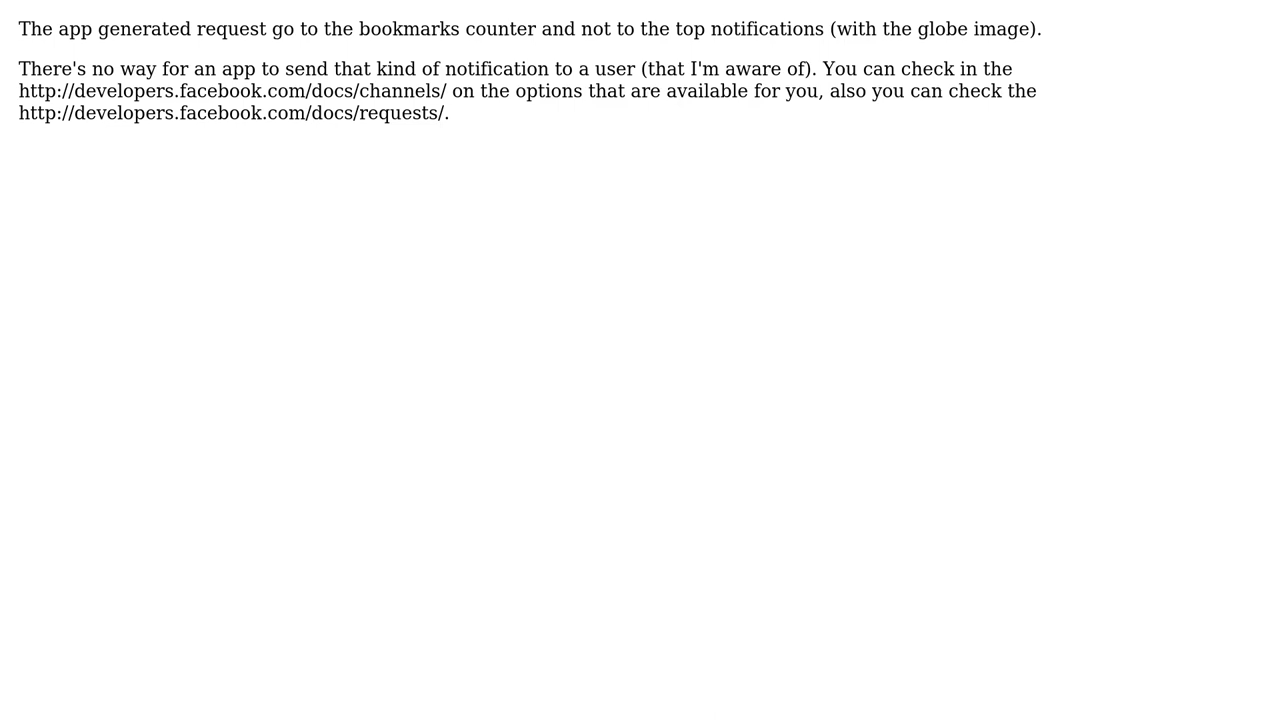 The app generated request go to the bookmarks counter and not to the top notifications (with the globe image).
There's no way for an app to send that kind of notification to a user (that I'm aware of). You can check in the
http://developers.facebook.com/docs/channels/ on the options that are available for you, also you can check the
http://developers.facebook.com/docs/requests/.